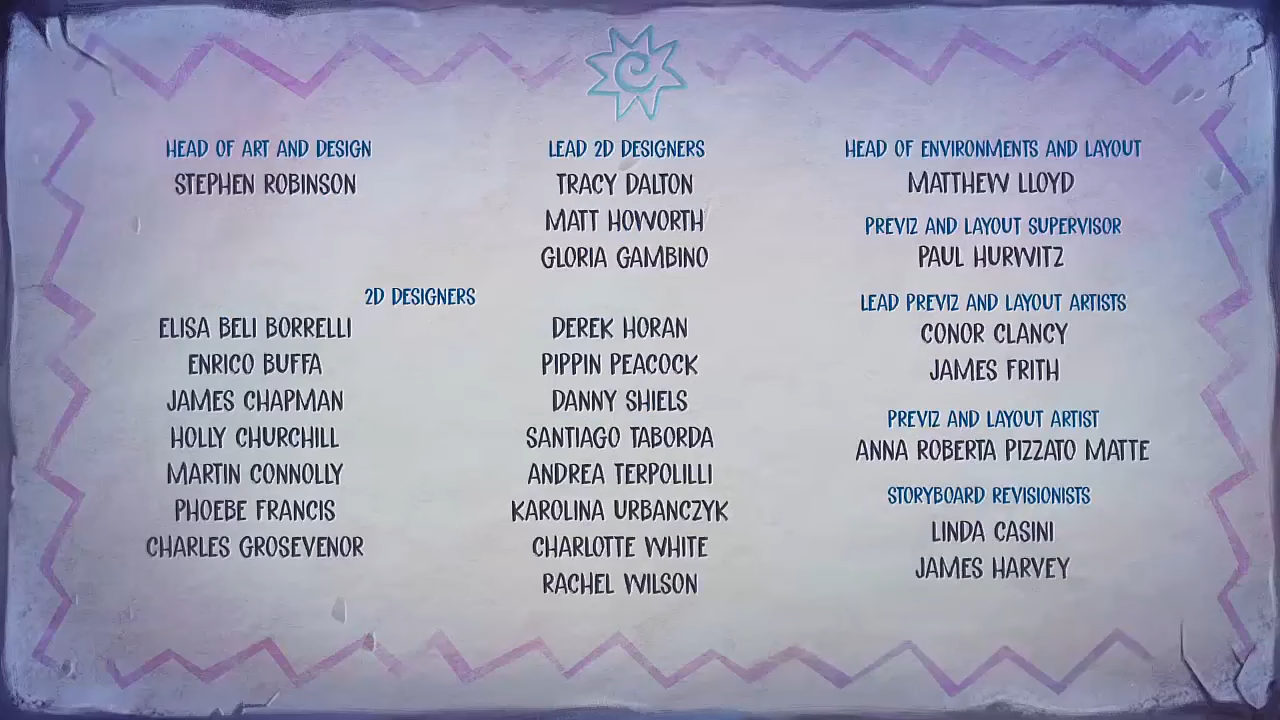 HEAD OF ART AND DESIGN
STEPHEN ROBINSON
LEAD 2D DESIGNERS
TRACY DALTON
MATT HOWORTH
GLORIA GAMBINO
2D DESIGNERS
ELISA BELI BORRELLI
ENRICO BUFFA
JAMES CHAPMAN
HOLLY CHURCHILL
MARTIN CONNOLLY
PHOEBE FRANCIS
CHARLES GROSEVENOR
DEREK HORAN
PIPPIN PEACOCK
DANNY SHIELS
SANTIAGO TABORDA
ANDREA TERPOLILLI
KAROLINA URBANCZYK
CHARLOTTE WHITE
RACHEL WILSON
HEAD OF ENVIRONMENTS AND LAYOUT
MATTHEW LLOYD
PREVIZ AND LAYOUT SUPERVISOR
PAUL HURWITZ
LEAD PREVIZ AND LAYOUT ARTISTS
CONOR CLANCY
JAMES FRITH
PREVIZ AND LAYOUT ARTIST
ANNA ROBERTA PIZZATO MATTE
STORYBOARD REVISIONISTS
LINDA CASINI
JAMES HARVEY